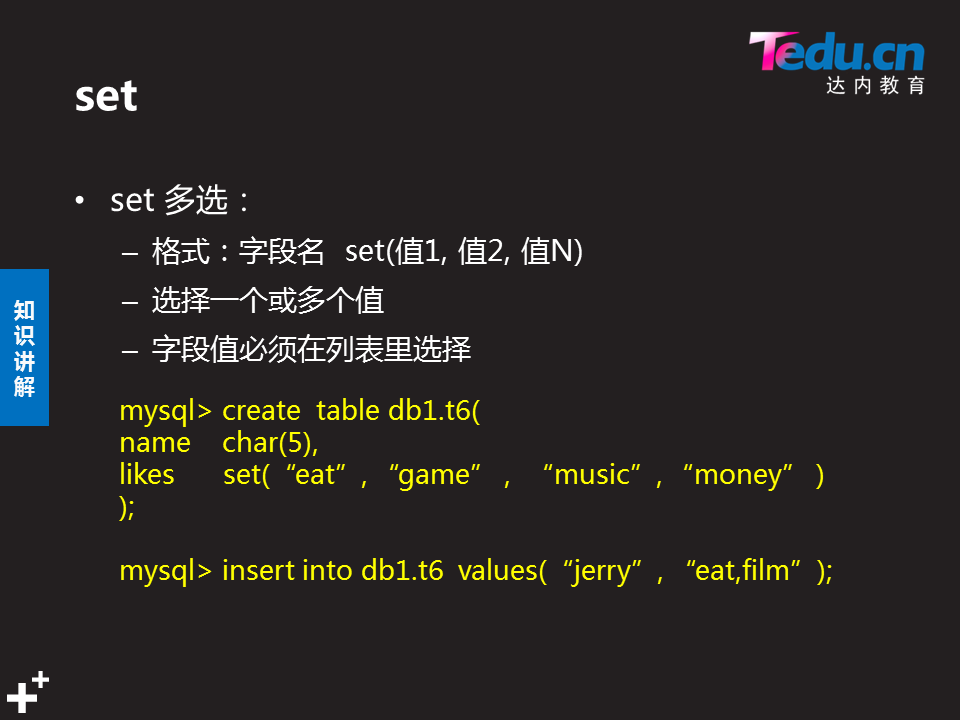 Tedu.cn
达内教育
set
• set 多选：
– 格式：字段名 set(值1, 值2, 值N)
– 选择一个或多个值
– 字段值必须在列表里选择
知识讲解
mysql> create table db1.t6(
name char(5),
likes set(“eat”, “game” , “music”, “money” )
);
mysql> insert into db1.t6 values(“jerry”, “eat,film”);